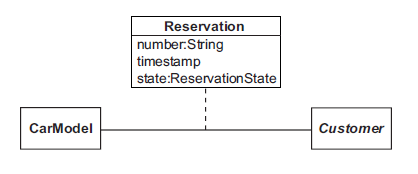 Reservation
number:String
timestamp
state:ReservationState
CarModel
Customer